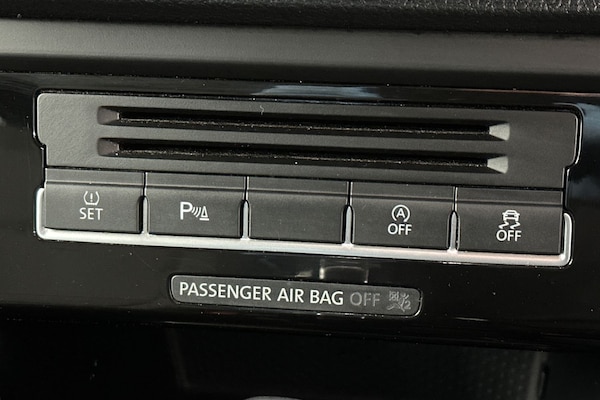 SET
P
A
OFF
OFF
PASSENGER AIR BAG OFF